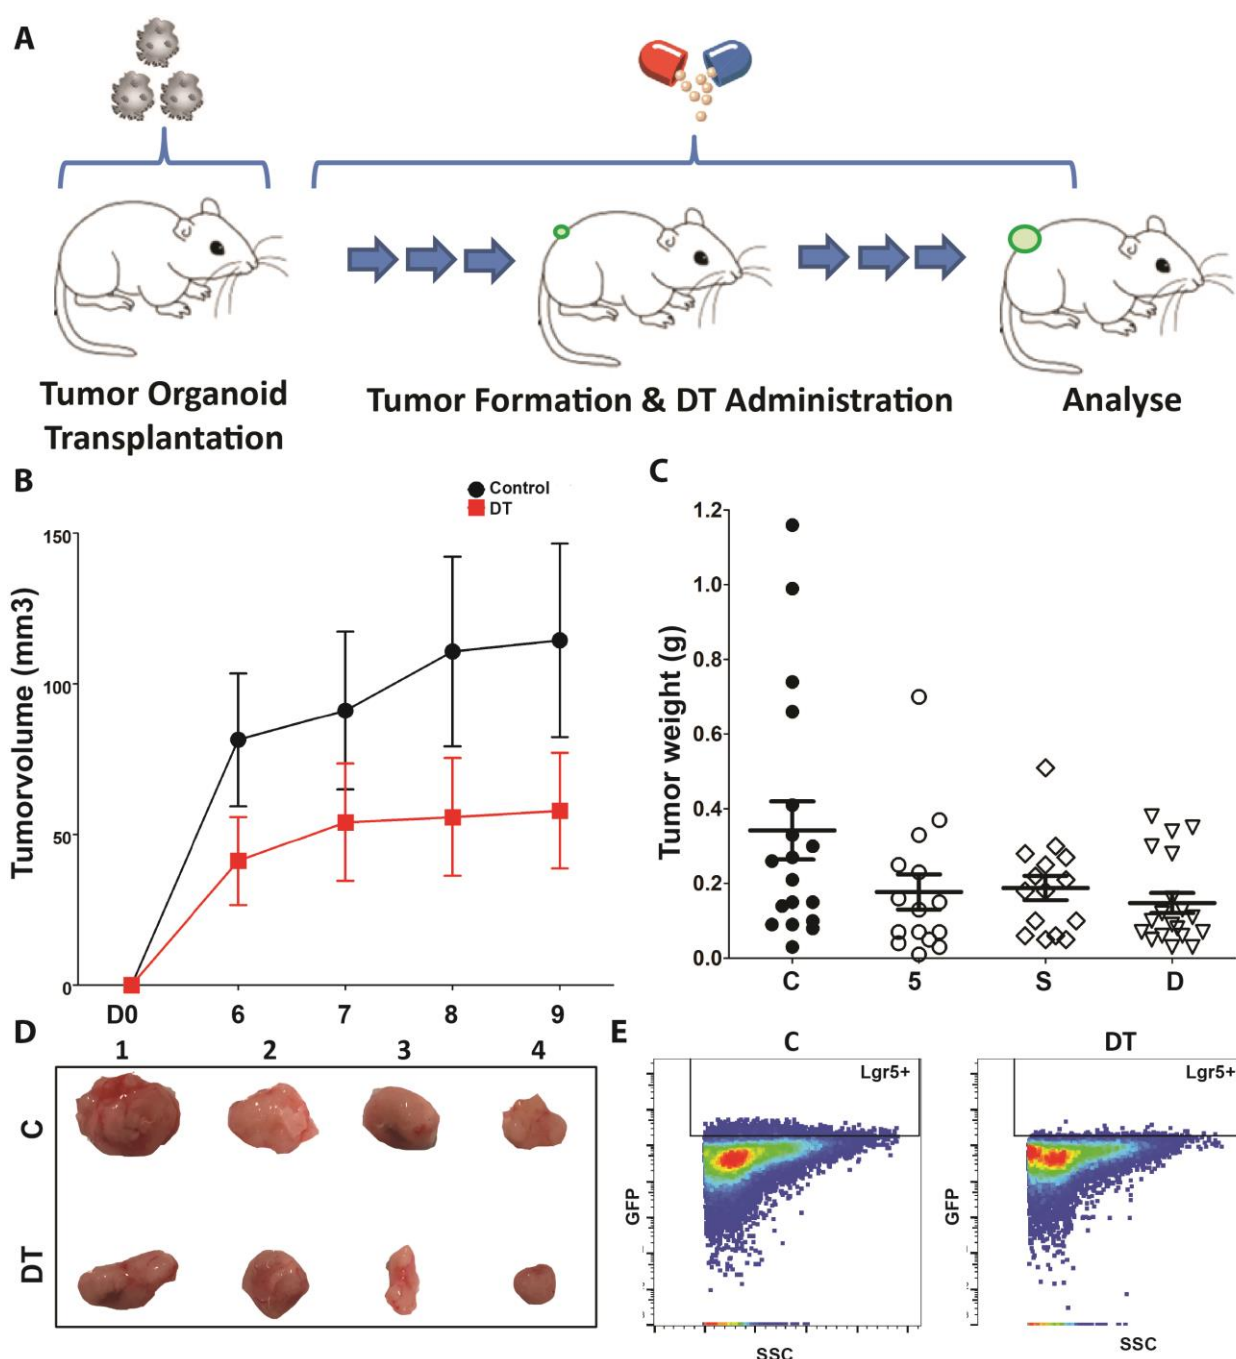 A
Tumor Organoid
Transplantation
Tumor Formation & DT Administration
Analyse
B
Control
DT
Tumorvolume (mm3)
150
100
50
0
D0 6 7 8 9
C
Tumor weight (g)
1.2
1.0
0.8
0.6
0.4
0.2
0.0
C 5 S D
D
1 2 3 4
C
DT
E
C
Lgr5+
GFP
SSC
DT
Lgr5+
GFP
SSC